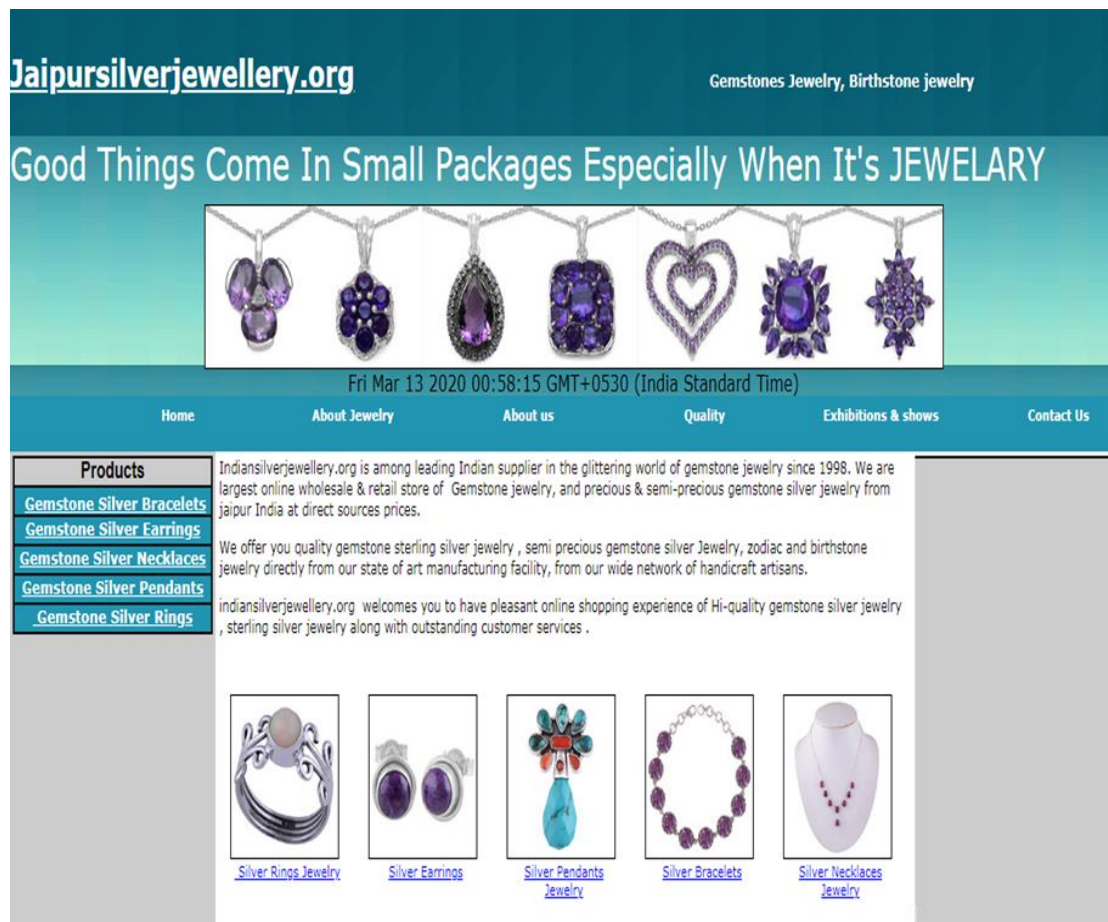 Jaipursilverjewellery.org
Gemstones Jewelry, Birthstone jewelry
Good Things Come In Small Packages Especially When It's JEWELARY
Fri Mar 13 2020 00:58:15 GMT+0530 (India Standard Time)
Home About Jewelry About us Quality Exhibitions & shows Contact Us
Products
Gemstone Silver Bracelets
Gemstone Silver Earrings
Gemstone Silver Necklaces
Gemstone Silver Pendants
Gemstone Silver Rings
Indiansilverjewellery.org is among leading Indian supplier in the glittering world of gemstone jewelry since 1998. We are
largest online wholesale & retail store of Gemstone jewelry, and precious & semi-precious gemstone silver jewelry from
jaipur India at direct sources prices.
We offer you quality gemstone sterling silver jewelry , semi precious gemstone silver Jewelry, zodiac and birthstone
jewelry directly from our state of art manufacturing facility, from our wide network of handicraft artisans.
indiansilverjewellery.org welcomes you to have pleasant online shopping experience of Hi-quality gemstone silver jewelry
, sterling silver jewelry along with outstanding customer services .
Silver Rings Jewelry
Silver Earrings
Silver Pendants
Jewelry
Silver Bracelets
Silver Necklaces
Jewelry